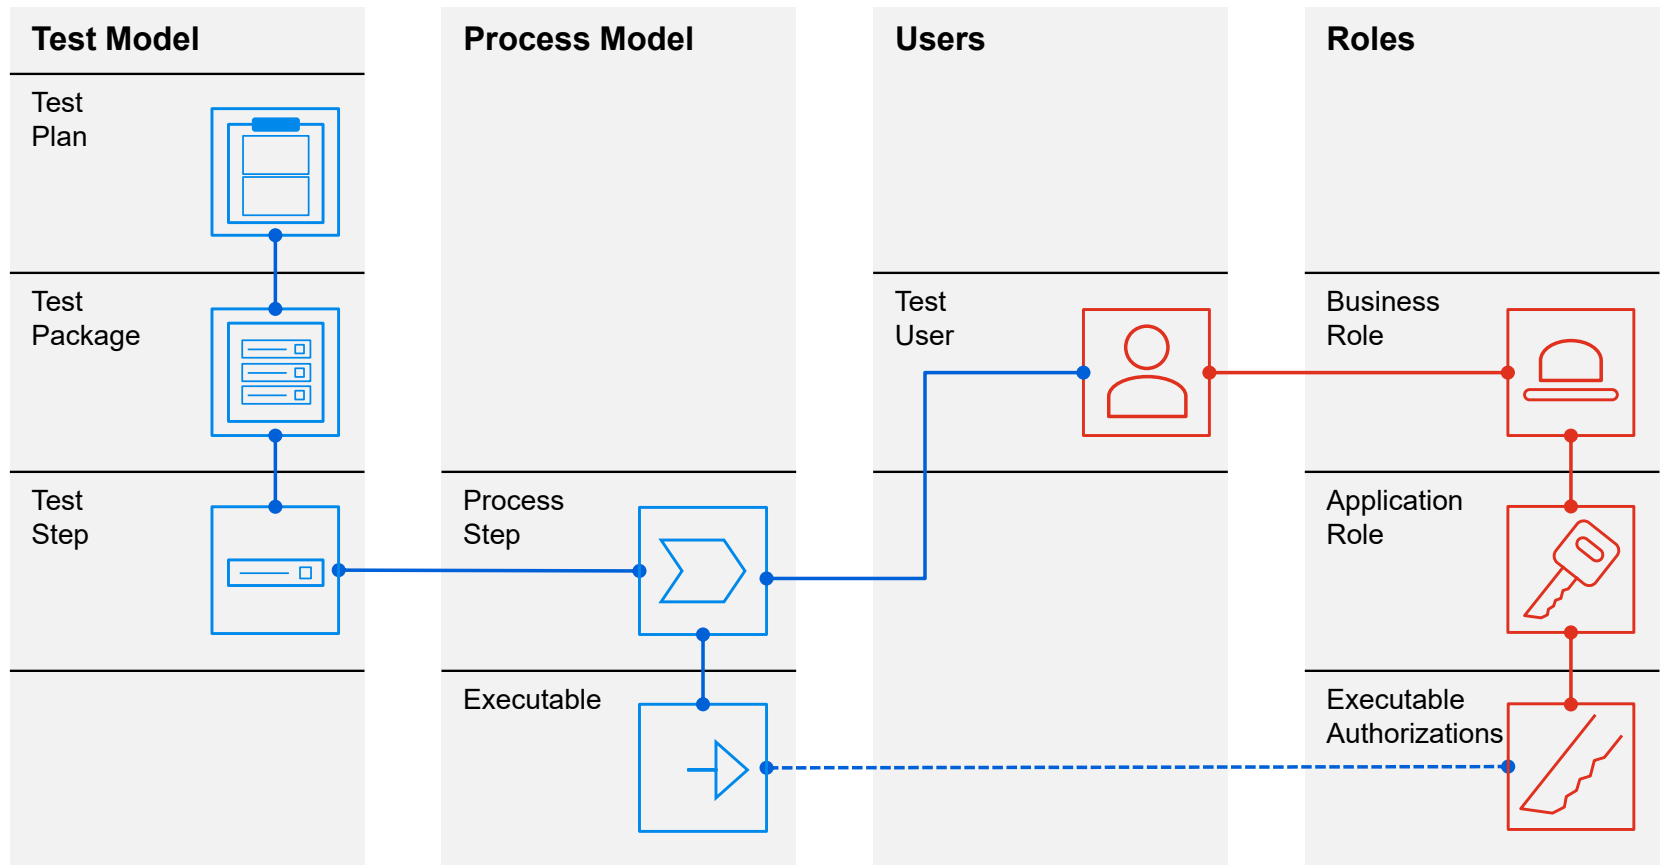 Test Model
Test
Plan
Test
Package
Test
Step
Process Model
Process
Step
Executable
Users
Test
User
Roles
Business
Role
Application
Role
Executable
Authorizations